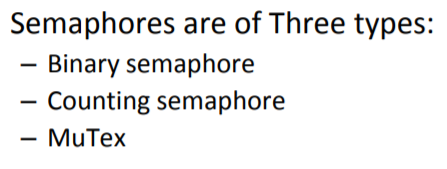 Semaphores are of Three types:
– Binary semaphore
– Counting semaphore
– MuTex